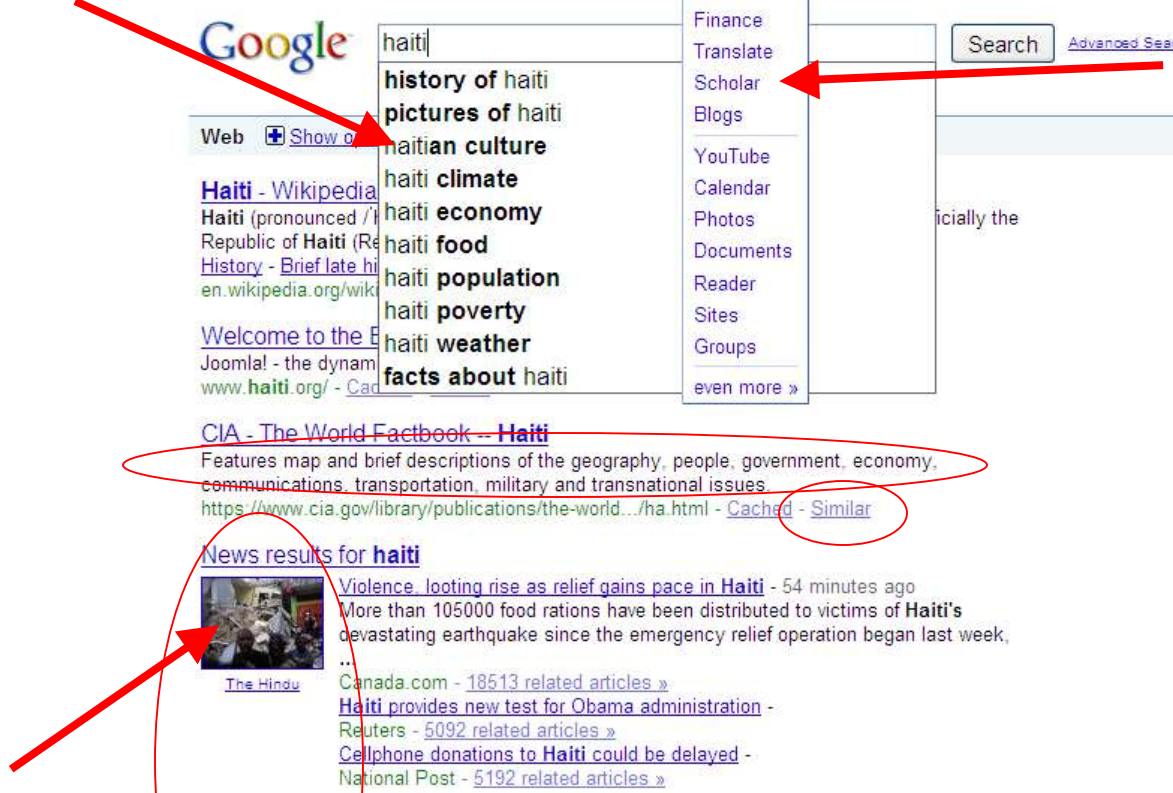 Google haiti Search Advanced
history of haiti
pictures of haiti
haitian culture
haiti climate
haiti economy
haiti food
haiti population
haiti poverty
haiti weather
facts about haiti
Finance
Translate
Scholar
Blogs
YouTube
Calendar
Photos
Documents
Reader
Sites
Groups
even more »
Web Show
Haiti - Wikipedia
Haiti (pronounced icially the
Republic of Haiti
History - Brief late
en.wikipedia.org/wiki
Welcome to the
Joomla! - the
www.haiti.org/ -
CIA - The World Factbook -- Haiti
Features map and brief descriptions of the geography, people, government, economy,
communications, transportation, military and transnational issues.
https://www.cia.gov/library/publications/the-world.../ha.html - Cached - Similar
News results for haiti
Violence, looting rise as relief gains pace in Haiti - 54 minutes ago
More than 105000 food rations have been distributed to victims of Haiti's
devastating earthquake since the emergency relief operation began last week,
...
The Hindu
Canada.com - 18513 related articles »
Haiti provides new test for Obama administration -
Reuters - 5092 related articles »
Cellphone donations to Haiti could be delayed -
National Post - 5192 related articles »